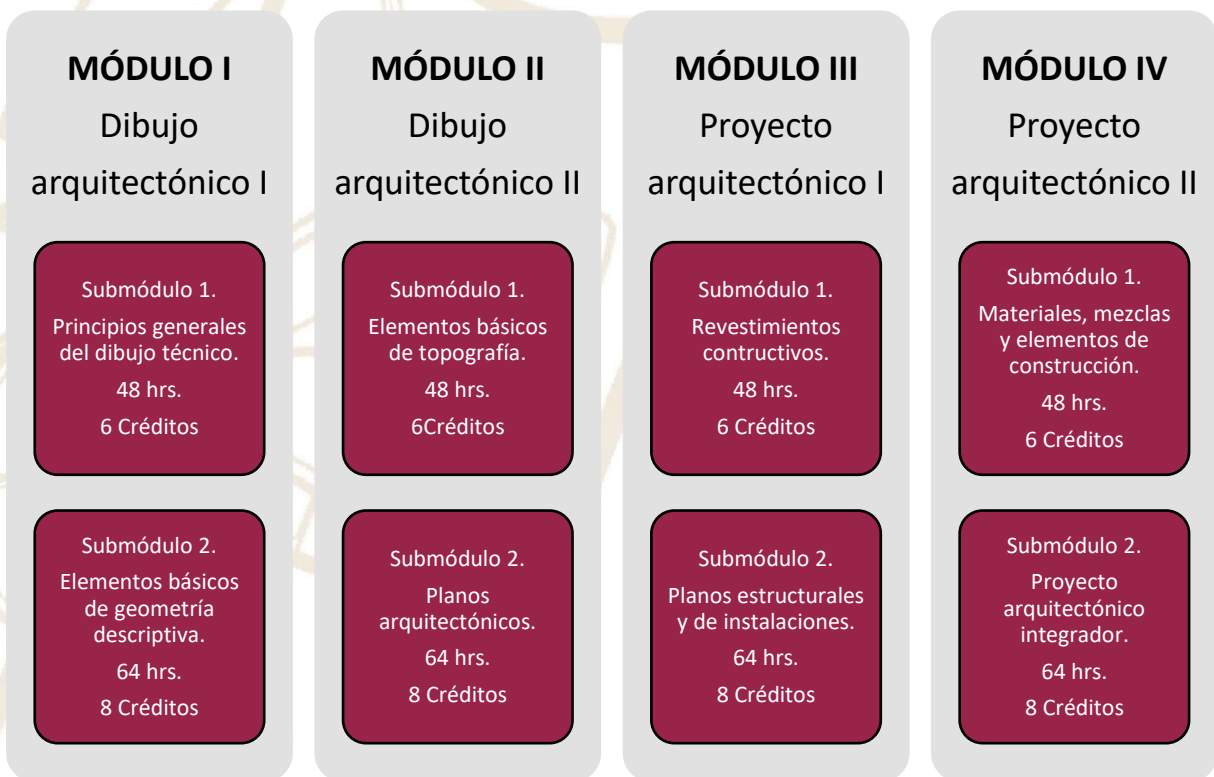 MÓDULO I
Dibujo
arquitectónico I
Submódulo 1.
Principios generales
del dibujo técnico.
48 hrs.
6 Créditos
Submódulo 2.
Elementos básicos
de geometría
descriptiva.
64 hrs.
8 Créditos
MÓDULO II
Dibujo
arquitectónico II
Submódulo 1.
Elementos básicos
de topografía.
48 hrs.
6Créditos
Submódulo 2.
Planos
arquitectónicos.
64 hrs.
8 Créditos
MÓDULO III
Proyecto
arquitectónico I
Submódulo 1.
Revestimientos
contructivos.
48 hrs.
6 Créditos
Submódulo 2.
Planos estructurales
y de instalaciones.
64 hrs.
8 Créditos
MÓDULO IV
Proyecto
arquitectónico II
Submódulo 1.
Materiales, mezclas
y elementos de
construcción.
48 hrs.
6 Créditos
Submódulo 2.
Proyecto
arquitectónico
integrador.
64 hrs.
8 Créditos